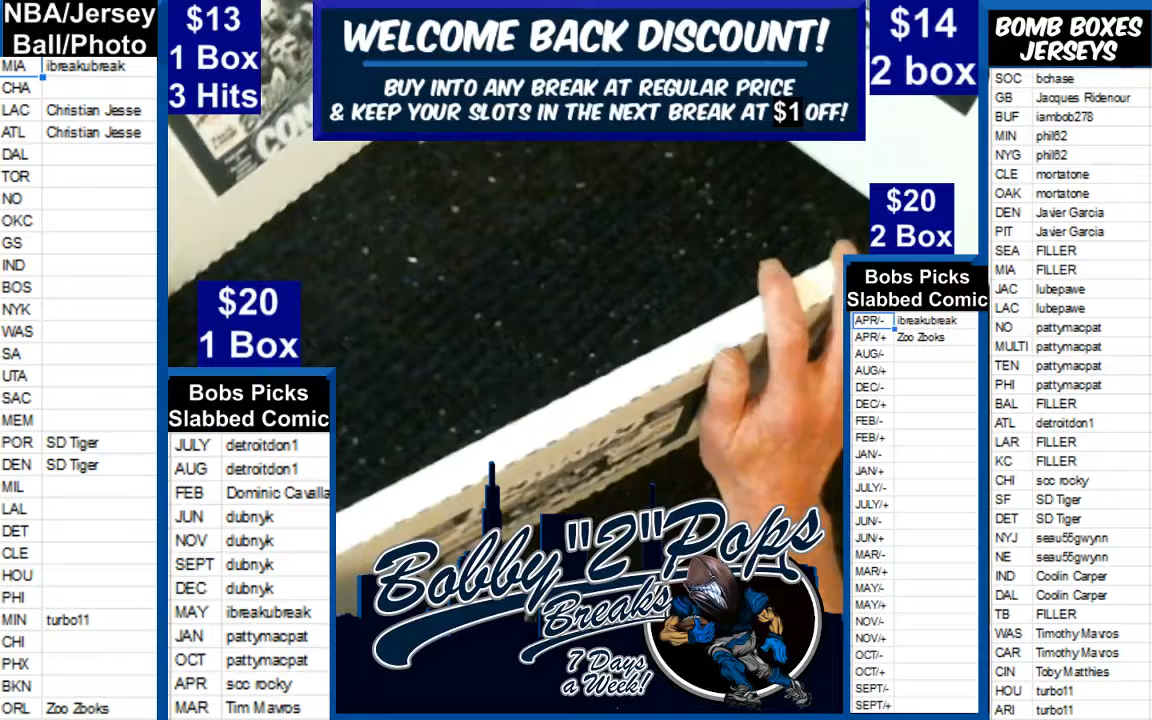 NBA/Jersey
Ball/Photo
MIA ibreakubreak
CHA
LAC Christian Jesse
ATL Christian Jesse
DAL
TOR
NO
OKC
GS
IND
BOS
NYK
WAS
SA
UTA
SAC
MEM
POR SD Tiger
DEN SD Tiger
MIL
LAL
DET
CLE
HOU
PHI
MIN turbo11
CHI
PHX
BKN
ORL Zoo Zooks
$13
1 Box
3 Hits
WELCOME BACK DISCOUNT!
BUY INTO ANY BREAK AT REGULAR PRICE
& KEEP YOUR SLOTS IN THE NEXT BREAK AT $1 OFF!
$14
2 box
$20
2 Box
$20
1 Box
Bobs Picks
Slabbed Comic
JULY detroitdon1
AUG detroitdon1
FEB Dominic Cavalla
JUN dubnyk
NOV dubnyk
SEPT dubnyk
DEC dubnyk
MAY ibreakubreak
JAN pattymacpat
OCT pattymacpat
APR soc rocky
MAR Tim Mavros
Bobby "2" Pops
Breaks
7 Days
a Week!
Bobs Picks
Slabbed Comic
APR/- ibreakubreak
APR/+ Zoo Zooks
AUG/-
AUG/+
DEC/-
DEC/+
FEB/-
FEB/+
JAN/-
JAN/+
JULY/-
JULY/+
JUN/-
JUN/+
MAR/-
MAR/+
MAY/-
MAY/+
NOV/-
NOV/+
OCT/-
OCT/+
SEPT/-
SEPT/+
BOMB BOXES
JERSEYS
SOC bchase
GB Jacques Ridenour
BUF iambob278
MIN phil62
NYG phil62
CLE mortatone
OAK mortatone
DEN Javier Garcia
PIT Javier Garcia
SEA FILLER
MIA FILLER
JAC lubepawe
LAC lubepawe
NO pattymacpat
MULTI pattymacpat
TEN pattymacpat
PHI pattymacpat
BAL FILLER
ATL detroitdon1
LAR FILLER
KC FILLER
CHI soc rocky
SF SD Tiger
DET SD Tiger
NYJ seau55gwynn
NE seau55gwynn
IND Coolin Carper
DAL Coolin Carper
TB FILLER
WAS Timothy Mavros
CAR Timothy Mavros
CIN Toby Matthies
HOU turbo11
ARI turbo11